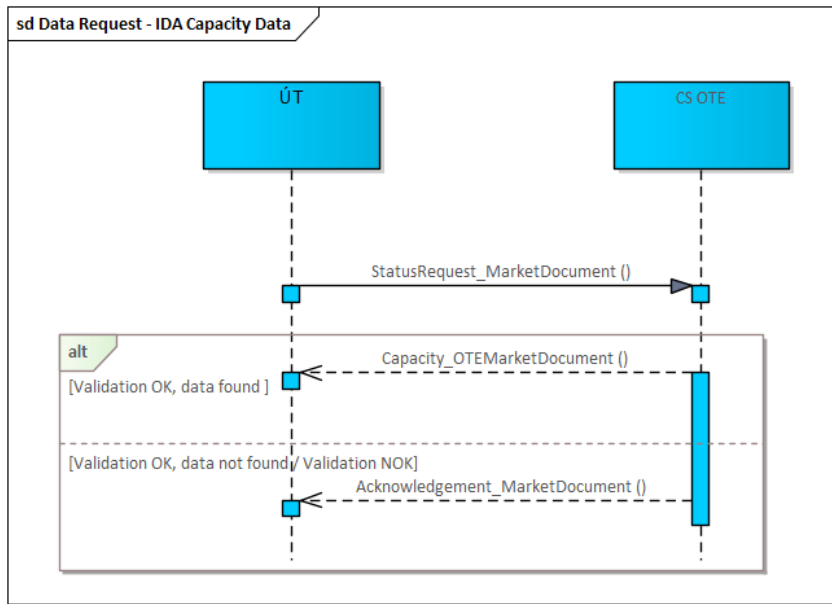 sd Data Request - IDA Capacity Data
ÚT
CS OTE
StatusRequest_MarketDocument ()
alt
Capacity_OTEMarketDocument ()
[Validation OK, data found ]
[Validation OK, data not found / Validation NOK]
Acknowledgement_MarketDocument ()